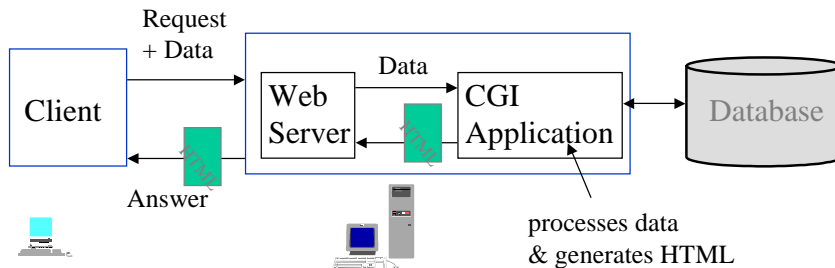 Request
+ Data
Client
Web
Server
Data
CGI
Application
Database
HTML
HTML
Answer
processes data
& generates HTML